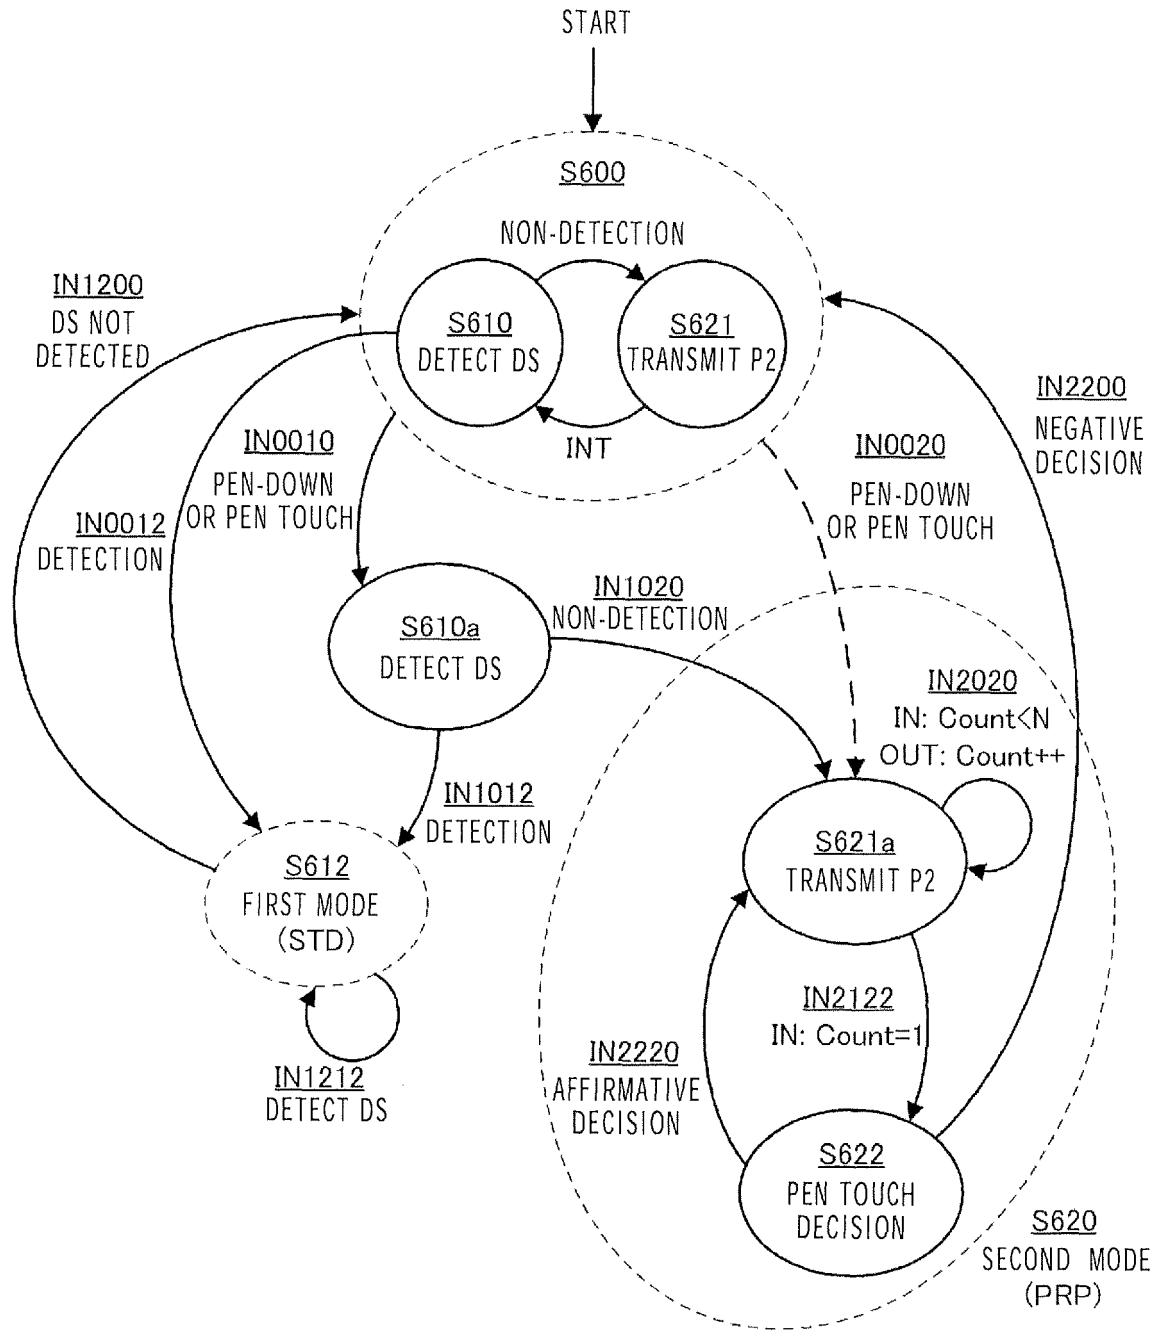 START
S600
NON-DETECTION
S610
DETECT DS
S621
TRANSMIT P2
INT
IN1200
DS NOT
DETECTED
IN0012
DETECTION
IN0010
PEN-DOWN
OR PEN TOUCH
IN0020
PEN-DOWN
OR PEN TOUCH
IN2200
NEGATIVE
DECISION
S610a
DETECT DS
IN1020
NON-DETECTION
IN1012
DETECTION
S612
FIRST MODE
(STD)
IN1212
DETECT DS
IN2020
IN: Count<N
OUT: Count++
S621a
TRANSMIT P2
IN2122
IN: Count=1
IN2220
AFFIRMATIVE
DECISION
S622
PEN TOUCH
DECISION
S620
SECOND MODE
(PRP)